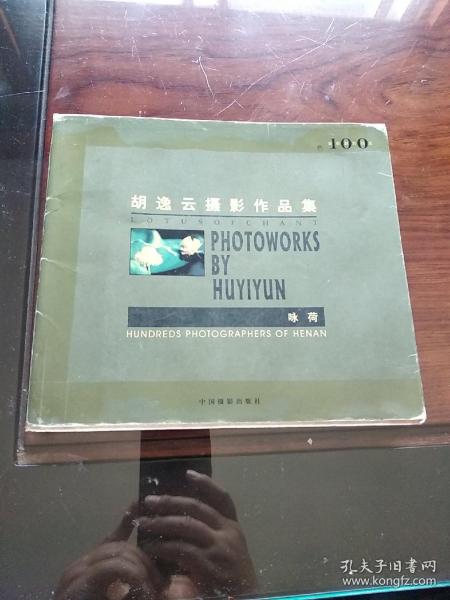 100
胡逸云摄影作品集
LOTUSOFCHANT
PHOTOWORKS
BY
HUYIYUN
咏荷
HUNDREDS PHOTOGRAPHERS OF HENAN
中国摄影出版社
孔夫子旧书网
www.kongfz.com